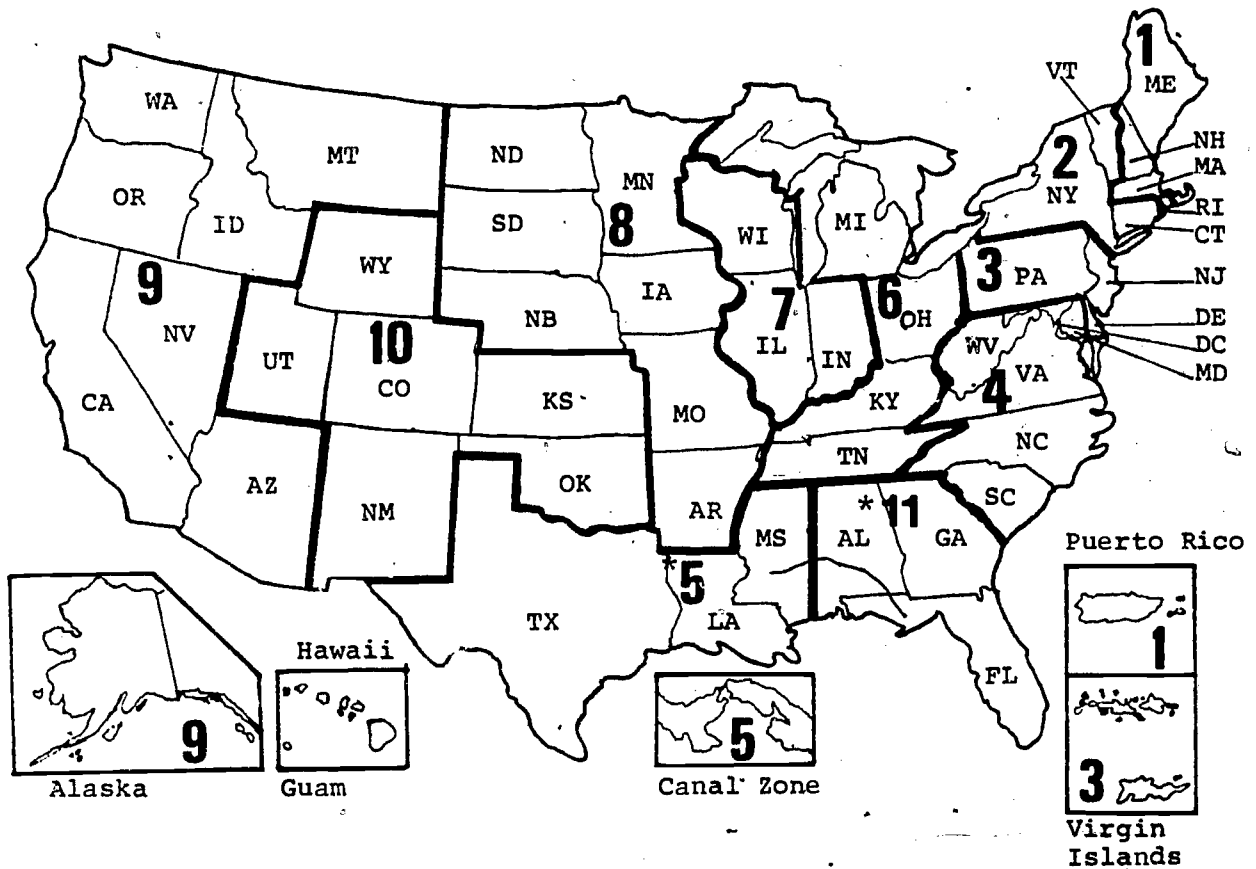 1
ME
VT
WA
MT
ND
MN
2
NY
NH
MA
OR
ID
SD
8
WI
MI
RI
CT
9
NV
WY
IA
7
6
OH
3
PA
NJ
UT
10
CO
NB
IL
IN
WV
VA
4
DE
DC
MD
CA
KS
MO
KY
NC
AZ
NM
OK
AR
TN
SC
MS
* 11
AL
GA
* 5
TX
LA
FL
Puerto Rico
1
3
Virgin
Islands
Hawaii
Guam
9
Alaska
5
Canal Zone